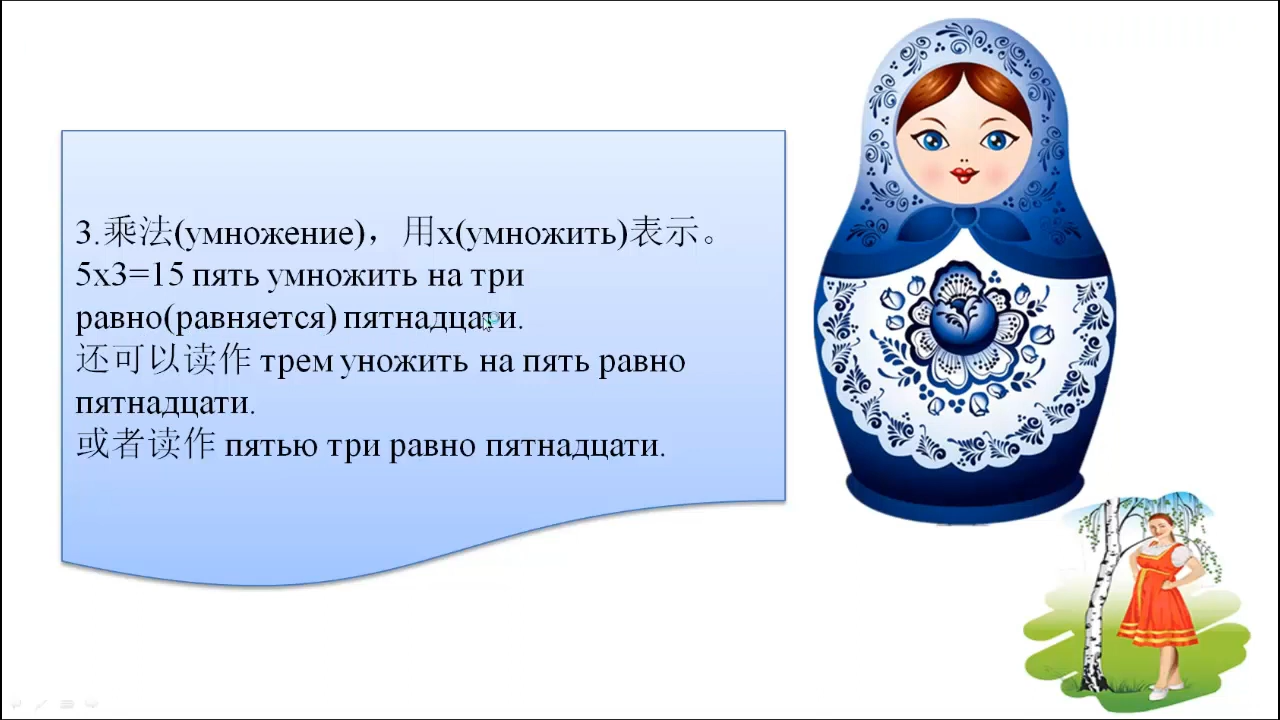 3.乘法(умножение)，用x(умножить)表示。
5x3=15 пять умножить на три
равно(равняется) пятнадцати.
还可以读作 трем уножить на пять равно
пятнадцати.
或者读作 пятью три равно пятнадцати.